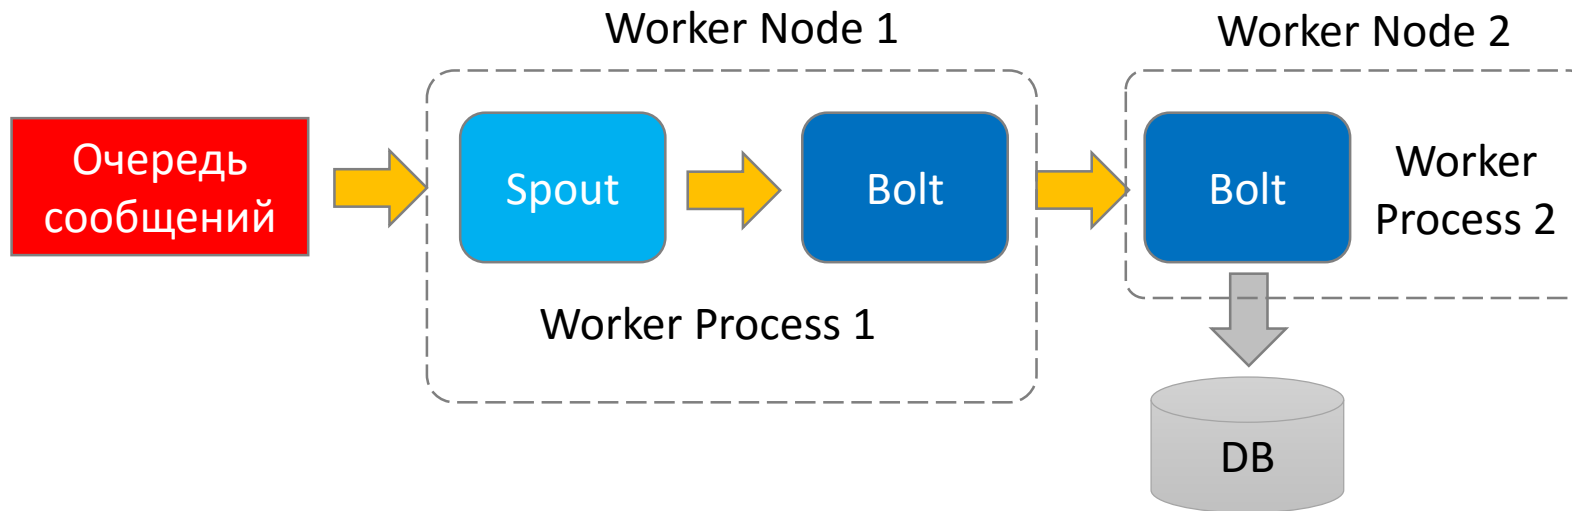 Worker Node 1
Worker Node 2
Очередь
сообщений
Spout
Bolt
Bolt
Worker
Process 2
Worker Process 1
DB